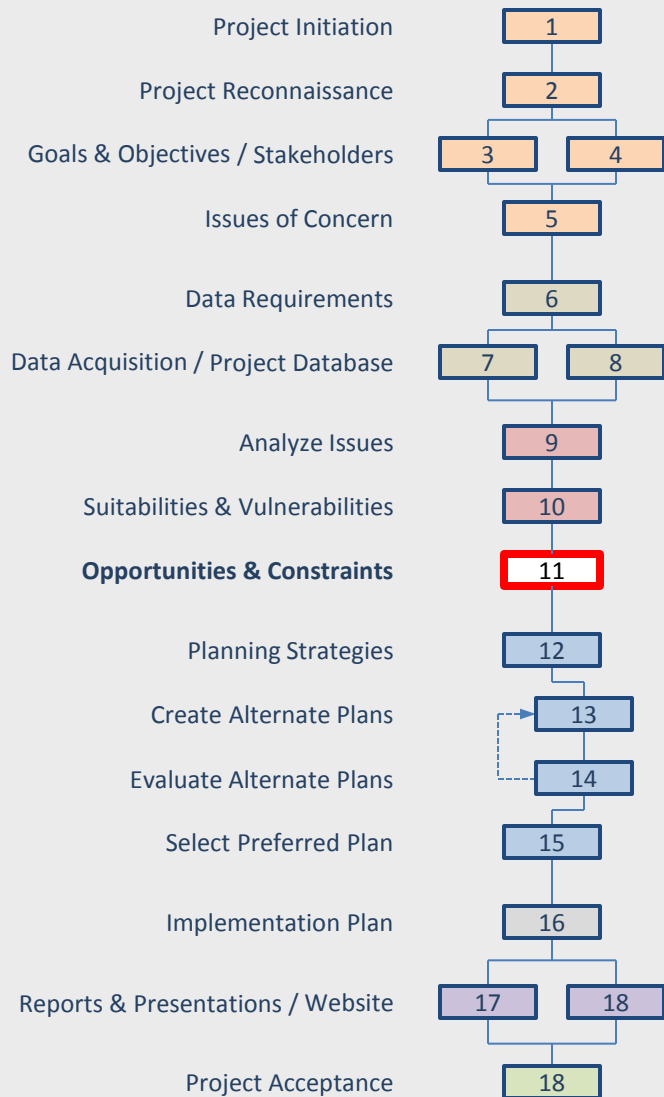 Project Initiation 1
Project Reconnaissance 2
Goals & Objectives / Stakeholders 3 4
Issues of Concern 5
Data Requirements 6
Data Acquisition / Project Database 7 8
Analyze Issues 9
Suitabilities & Vulnerabilities 10
Opportunities & Constraints 11
Planning Strategies 12
Create Alternate Plans 13
Evaluate Alternate Plans 14
Select Preferred Plan 15
Implementation Plan 16
Reports & Presentations / Website 17 18
Project Acceptance 18